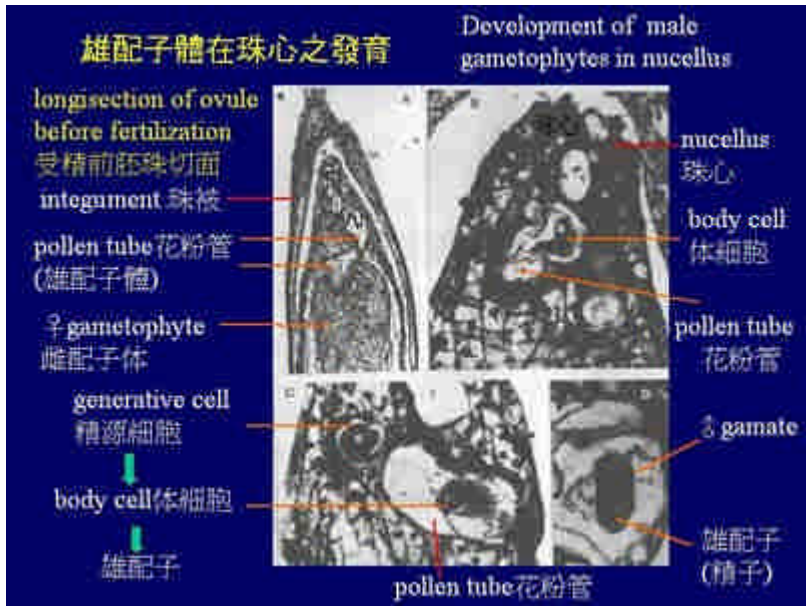 雄配子體在珠心之發育
Development of male
gametophytes in nucellus
longisection of ovule
before fertilization
受精前胚珠切面
integument 珠被
pollen tube花粉管
(雄配子體)
♀gametophyte
雌配子体
generative cell
精源細胞
body cell体細胞
雄配子
nucellus
珠心
body cell
体細胞
pollen tube
花粉管
♂gamate
雄配子
(精子)
pollen tube花粉管
A
B
C
D